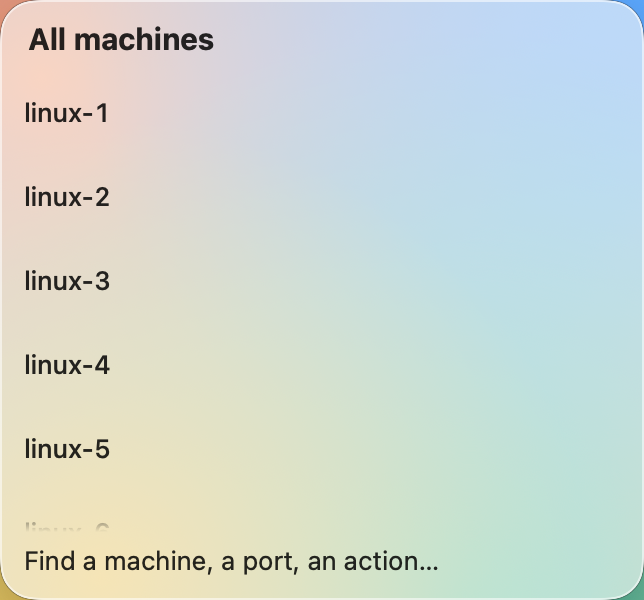 All machines
linux-1
linux-2
linux-3
linux-4
linux-5
Find a machine, a port, an action...